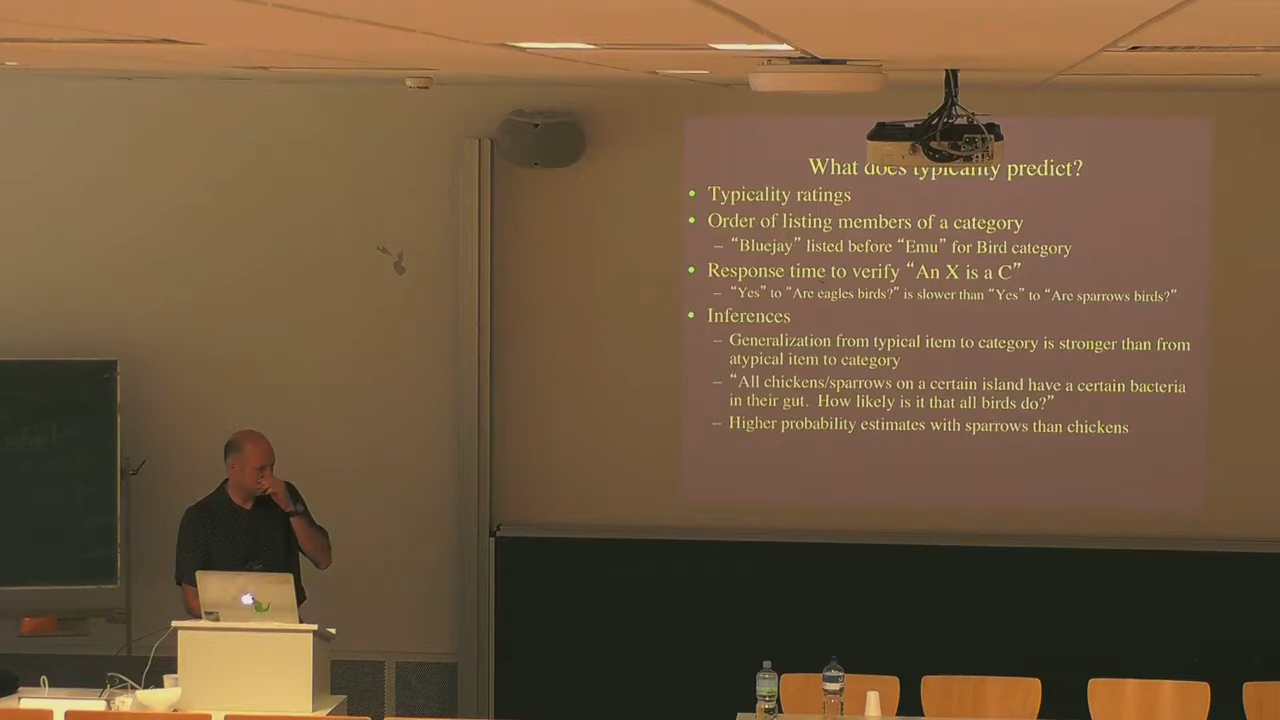 What does typicality predict?
• Typicality ratings
• Order of listing members of a category
– “Bluejay” listed before “Emu” for Bird category
• Response time to verify “An X is a C”
– “Yes” to “Are eagles birds?” is slower than “Yes” to “Are sparrows birds?”
• Inferences
– Generalization from typical item to category is stronger than from
atypical item to category
– “All chickens/sparrows on a certain island have a certain bacteria
in their gut. How likely is it that all birds do?”
– Higher probability estimates with sparrows than chickens